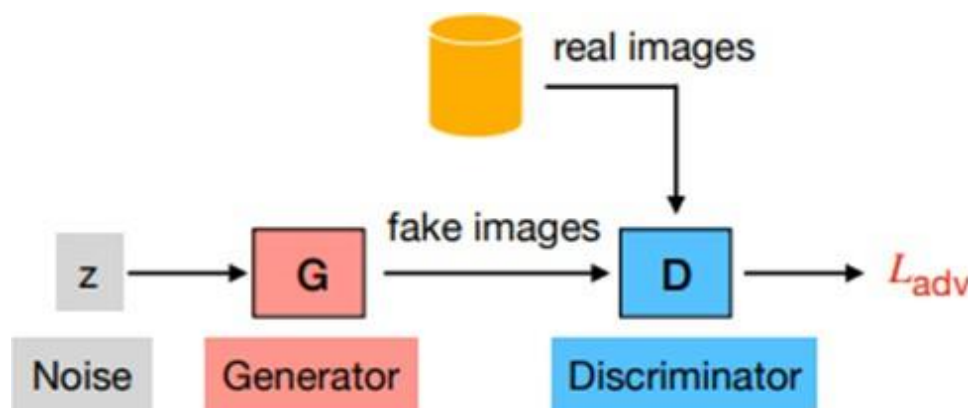 real images
fake images
z
G
D
L_adv
Noise
Generator
Discriminator